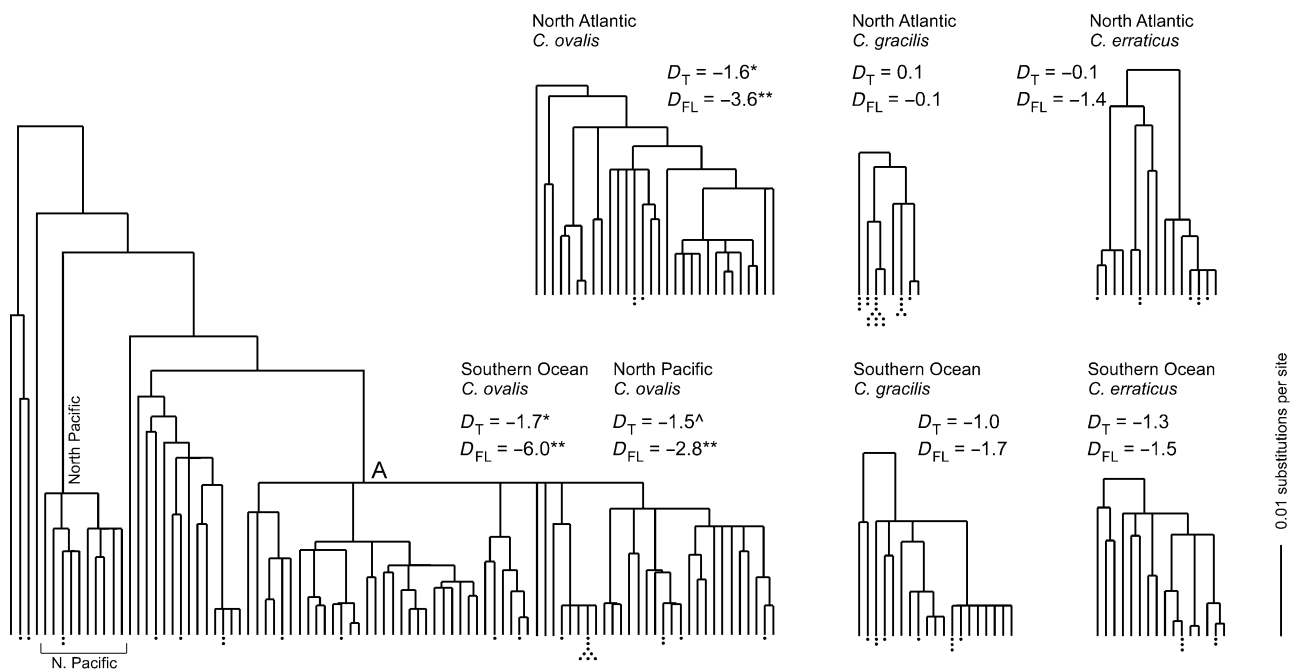 North Atlantic
C. ovalis
D_T = −1.6*
D_FL = −3.6**
North Atlantic
C. gracilis
D_T = 0.1
D_FL = −0.1
North Atlantic
C. erraticus
D_T = −0.1
D_FL = −1.4
North Pacific
A
Southern Ocean
C. ovalis
D_T = −1.7*
D_FL = −6.0**
North Pacific
C. ovalis
D_T = −1.5^
D_FL = −2.8**
Southern Ocean
C. gracilis
D_T = −1.0
D_FL = −1.7
Southern Ocean
C. erraticus
D_T = −1.3
D_FL = −1.5
0.01 substitutions per site
N. Pacific